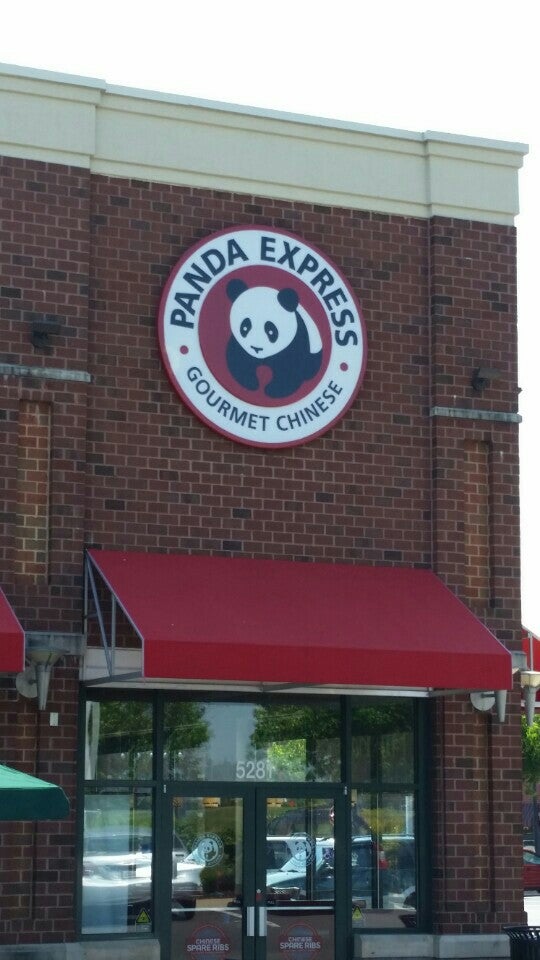 PANDA EXPRESS
GOURMET CHINESE
5281
CHINESE
SPARE RIBS
CHINESE
SPARE RIBS